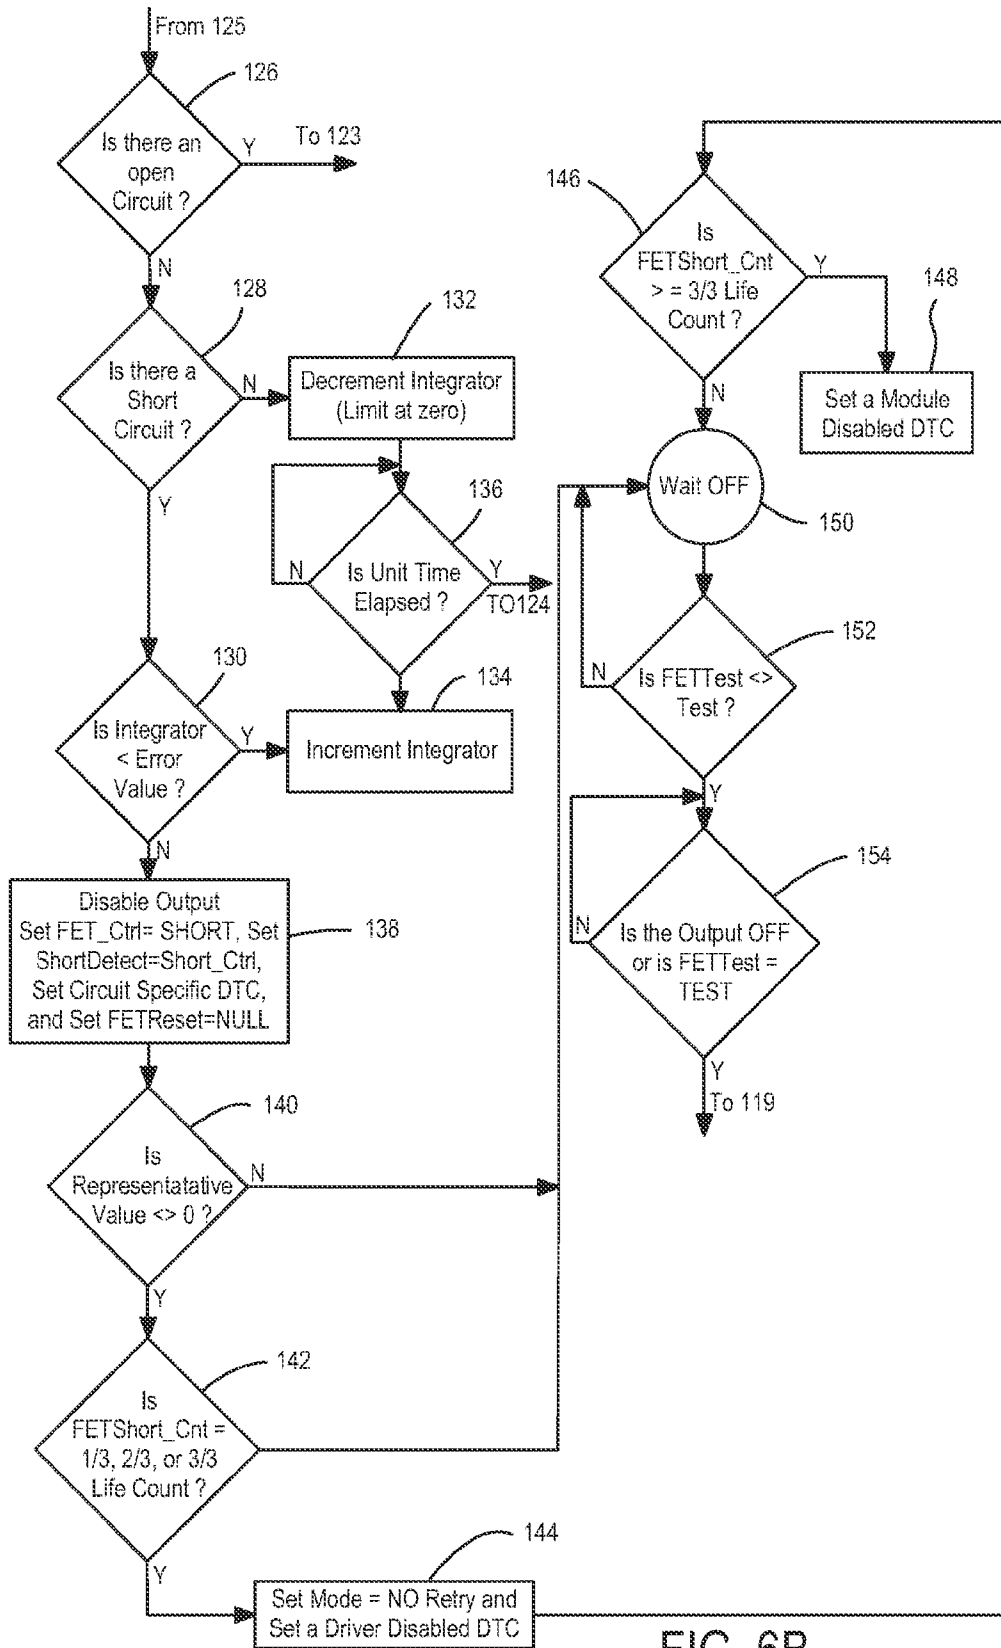 From 125
126
Is there an
open
Circuit ?
Y
To 123
N
128
Is there a
Short
Circuit ?
N
Y
132
Decrement Integrator
(Limit at zero)
136
Is Unit Time
Elapsed ?
N
Y
TO124
130
Is Integrator
< Error
Value ?
Y
N
134
Increment Integrator
Disable Output
Set FET_Ctrl= SHORT, Set
ShortDetect=Short_Ctrl,
Set Circuit Specific DTC,
and Set FETReset=NULL
138
140
Is
Representatative
Value <> 0 ?
N
Y
142
Is
FETShort_Cnt =
1/3, 2/3, or 3/3
Life Count ?
Y
144
Set Mode = NO Retry and
Set a Driver Disabled DTC
146
Is
FETShort_Cnt
> = 3/3 Life
Count ?
Y
N
148
Set a Module
Disabled DTC
Wait OFF
150
152
Is FETTest <>
Test ?
N
Y
154
Is the Output OFF
or is FETTest =
TEST
N
Y
To 119
FIG. 6B